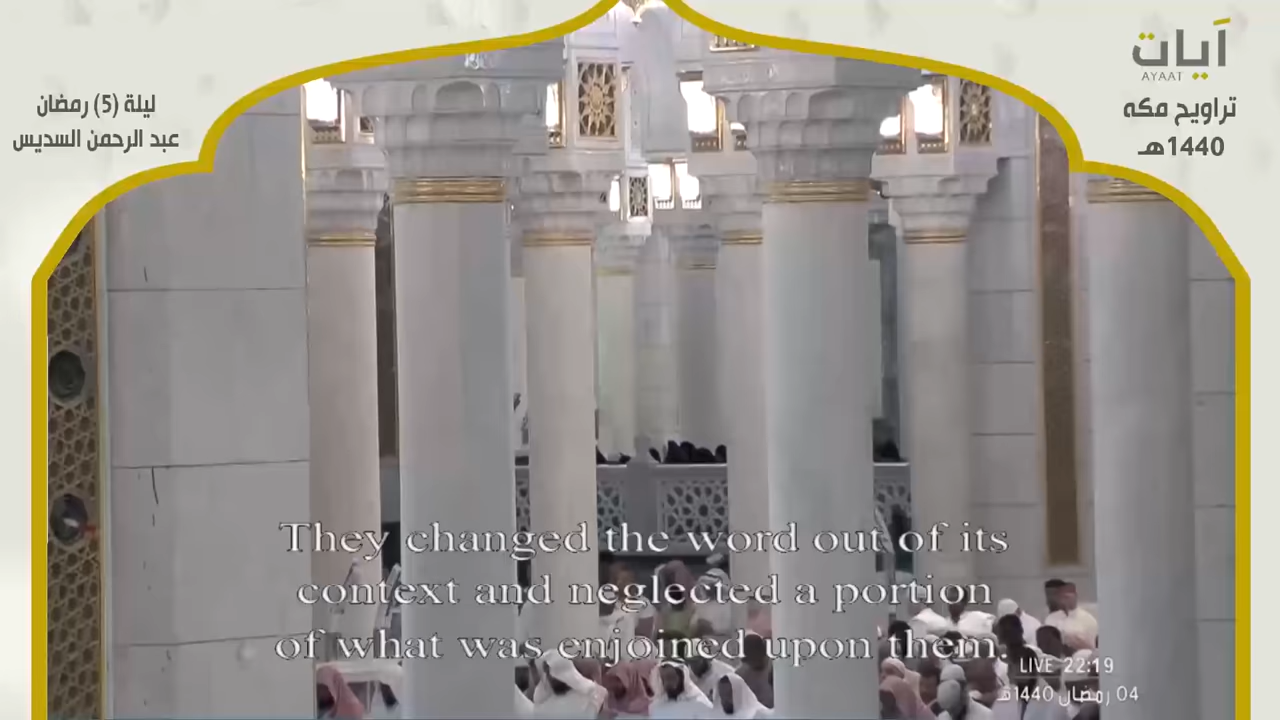 آيات
AYAAT
تراويح مكه
1440هـ
ليلة (5) رمضان
عبد الرحمن السديس
They changed the word out of its
context and neglected a portion
of what was enjoined upon them.
LIVE 22:19
04 رمضان 1440هـ